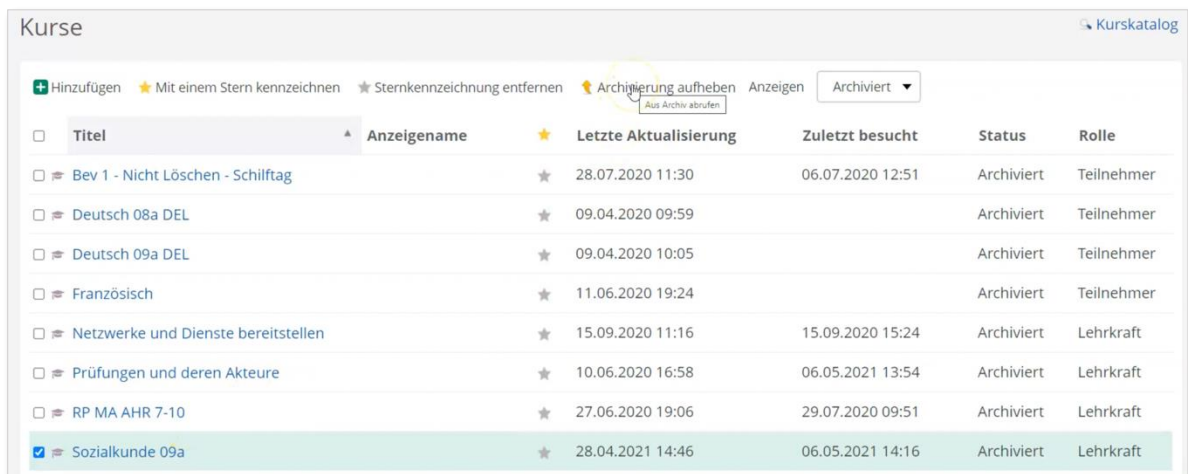 Kurse Kurskatalog
Hinzufügen Mit einem Stern kennzeichnen Sternkennzeichnung entfernen Archivierung aufheben Anzeigen Archiviert
Aus Archiv abrufen
Titel Anzeigename Letzte Aktualisierung Zuletzt besucht Status Rolle
Bev 1 - Nicht Löschen - Schilftag 28.07.2020 11:30 06.07.2020 12:51 Archiviert Teilnehmer
Deutsch 08a DEL 09.04.2020 09:59 Archiviert Teilnehmer
Deutsch 09a DEL 09.04.2020 10:05 Archiviert Teilnehmer
Französisch 11.06.2020 19:24 Archiviert Teilnehmer
Netzwerke und Dienste bereitstellen 15.09.2020 11:16 15.09.2020 15:24 Archiviert Lehrkraft
Prüfungen und deren Akteure 10.06.2020 16:58 06.05.2021 13:54 Archiviert Lehrkraft
RP MA AHR 7-10 27.06.2020 19:06 29.07.2020 09:51 Archiviert Lehrkraft
Sozialkunde 09a 28.04.2021 14:46 06.05.2021 14:16 Archiviert Lehrkraft